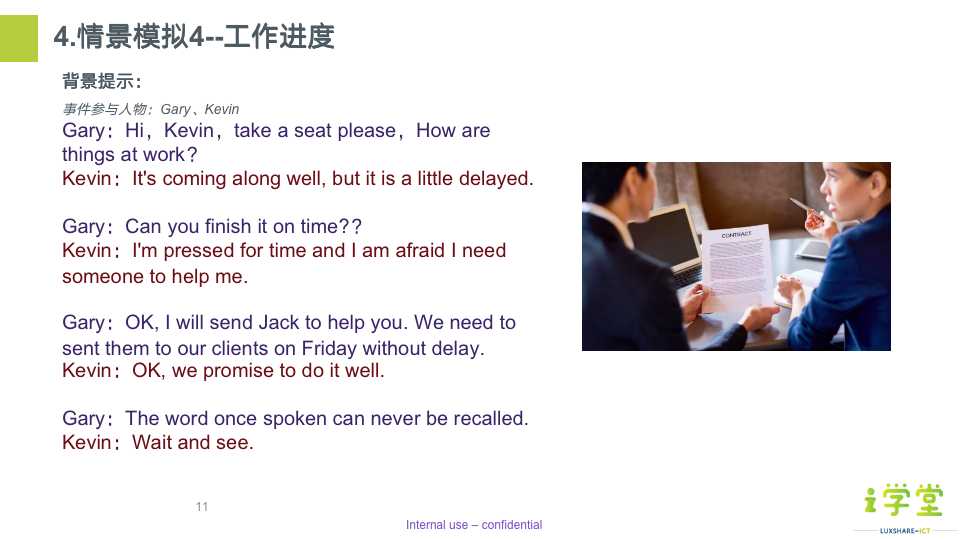 4.情景模拟4--工作进度
背景提示：
事件参与人物：Gary、Kevin
Gary：Hi，Kevin，take a seat please，How are
things at work？
Kevin：It's coming along well, but it is a little delayed.
Gary：Can you finish it on time??
Kevin：I'm pressed for time and I am afraid I need
someone to help me.
Gary：OK, I will send Jack to help you. We need to
sent them to our clients on Friday without delay.
Kevin：OK, we promise to do it well.
Gary：The word once spoken can never be recalled.
Kevin：Wait and see.
CONTRACT
11
Internal use – confidential
i学堂
LUXSHARE-ICT